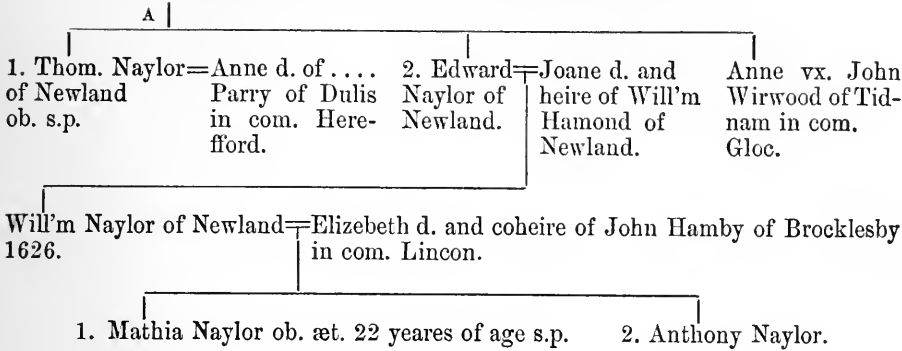 A
1. Thom. Naylor=Anne d. of .... 2. Edward=Joane d. and Anne vx. John
of Newland Parry of Dulis Naylor of heire of Will'm Wirwood of Tid-
ob. s.p. in com. Here- Newland. Hamond of nam in com.
fford. Newland. Gloc.
Will'm Naylor of Newland=Elizebeth d. and coheire of John Hamby of Brocklesby
1626. in com. Lincon.
1. Mathia Naylor ob. æt. 22 yeares of age s.p. 2. Anthony Naylor.